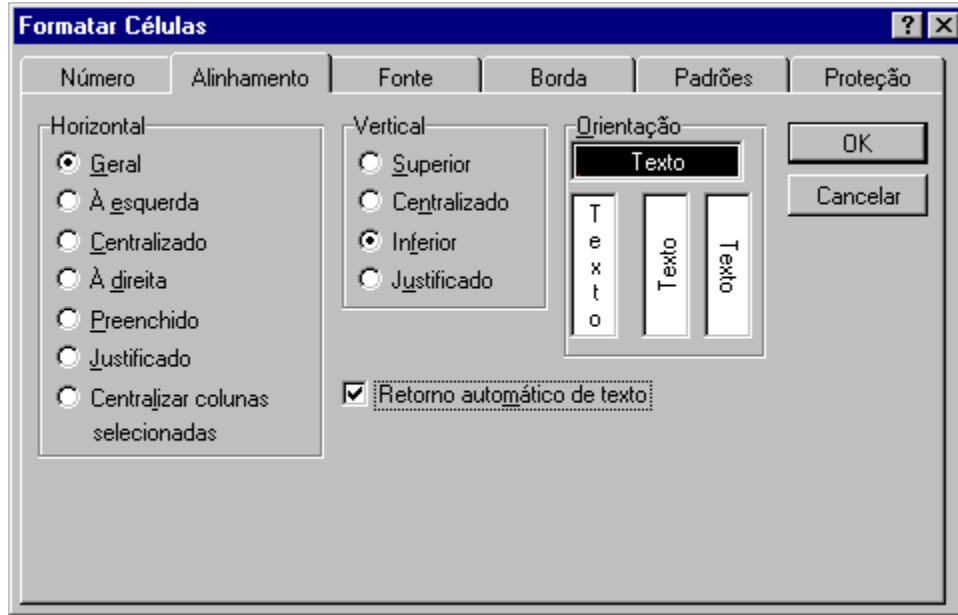 Formatar Células
Número Alinhamento Fonte Borda Padrões Proteção
Horizontal
Geral
À esquerda
Centralizado
À direita
Preenchido
Justificado
Centralizar colunas
selecionadas
Vertical
Superior
Centralizado
Inferior
Justificado
Retorno automático de texto
Orientação
Texto
Texto
Texto
Texto
OK
Cancelar